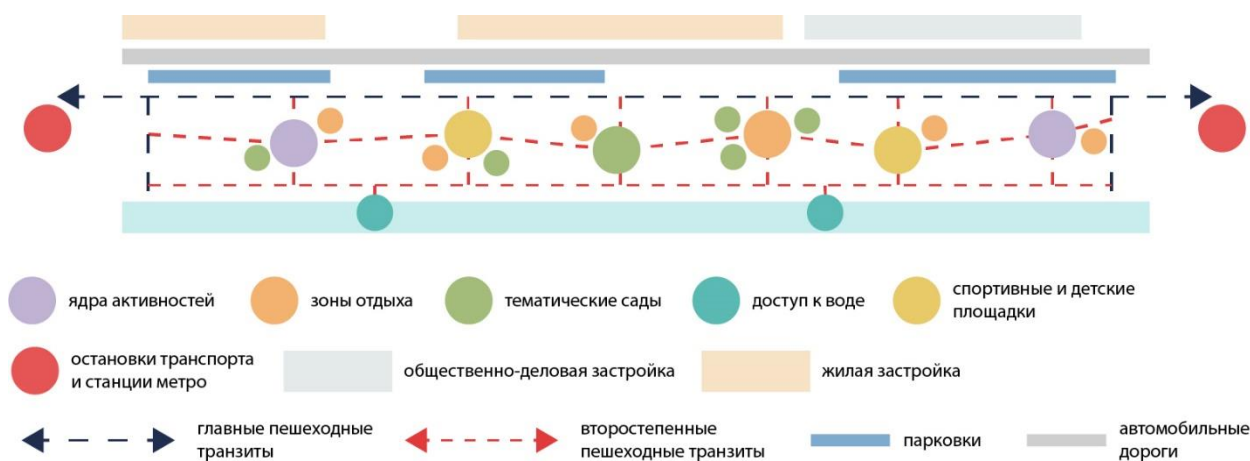 ядра активностей
зоны отдыха
тематические сады
доступ к воде
спортивные и детские
площадки
остановки транспорта
и станции метро
общественно-деловая застройка
жилая застройка
главные пешеходные
транзиты
второстепенные
пешеходные транзиты
парковки
автомобильные
дороги